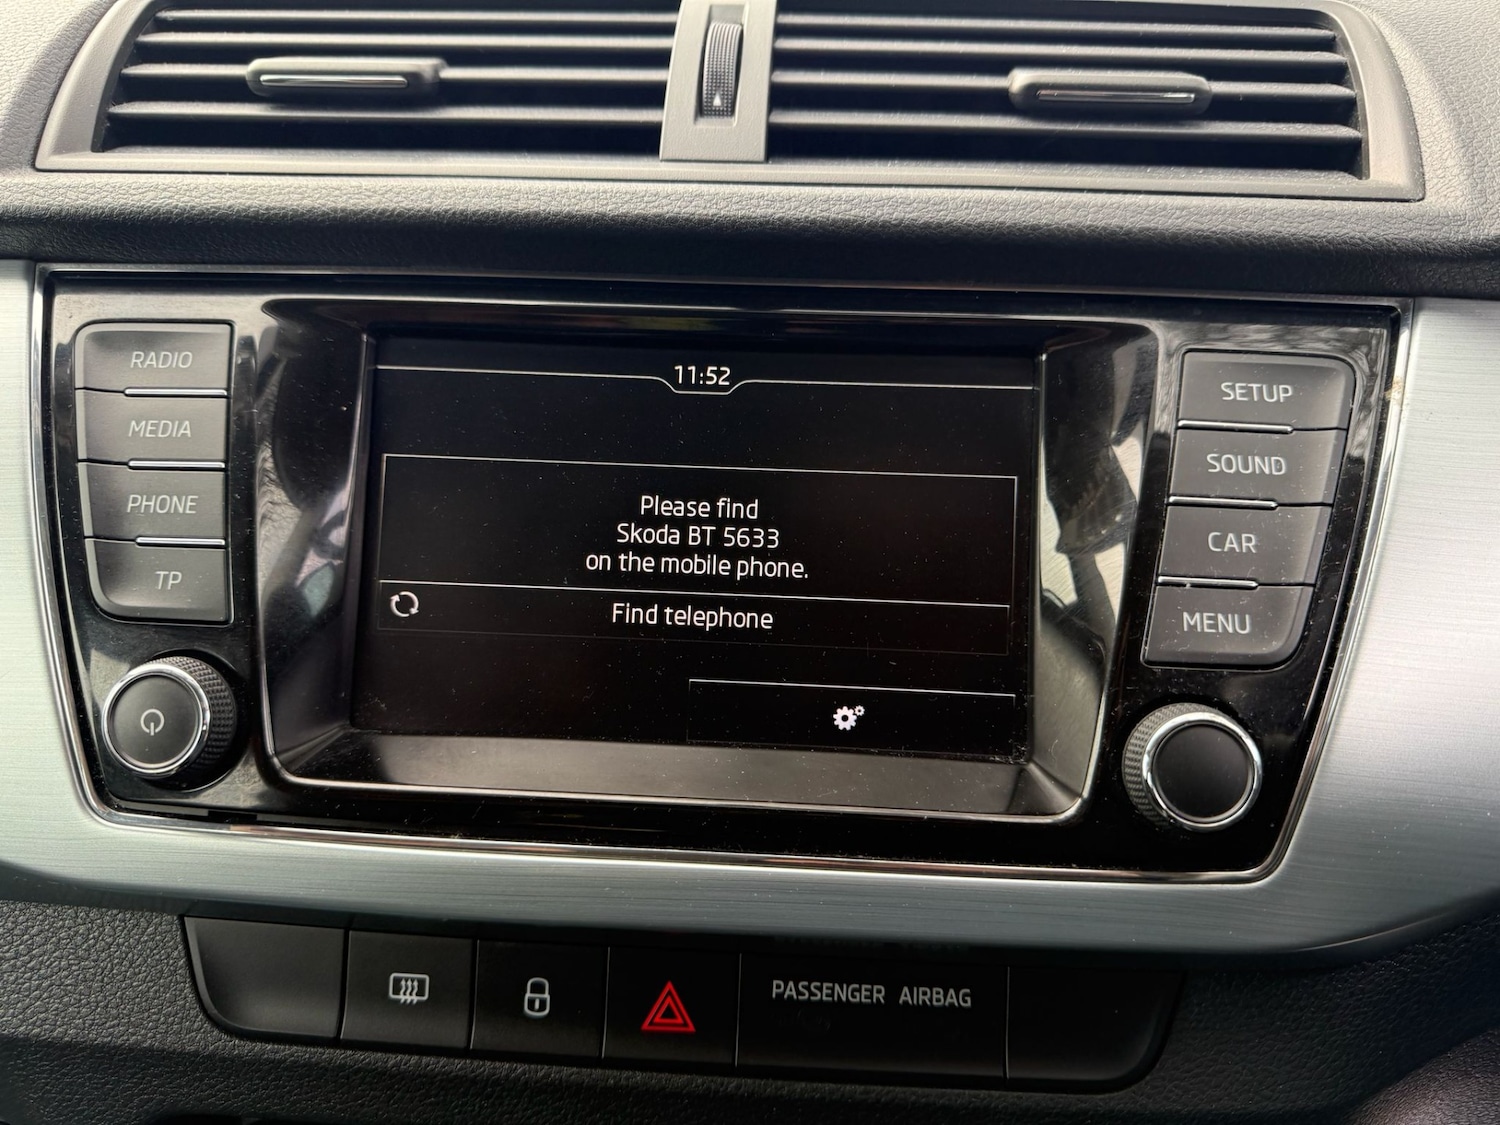 RADIO
MEDIA
PHONE
TP
11:52
Please find
Skoda BT 5633
on the mobile phone.
Find telephone
SETUP
SOUND
CAR
MENU
PASSENGER AIRBAG